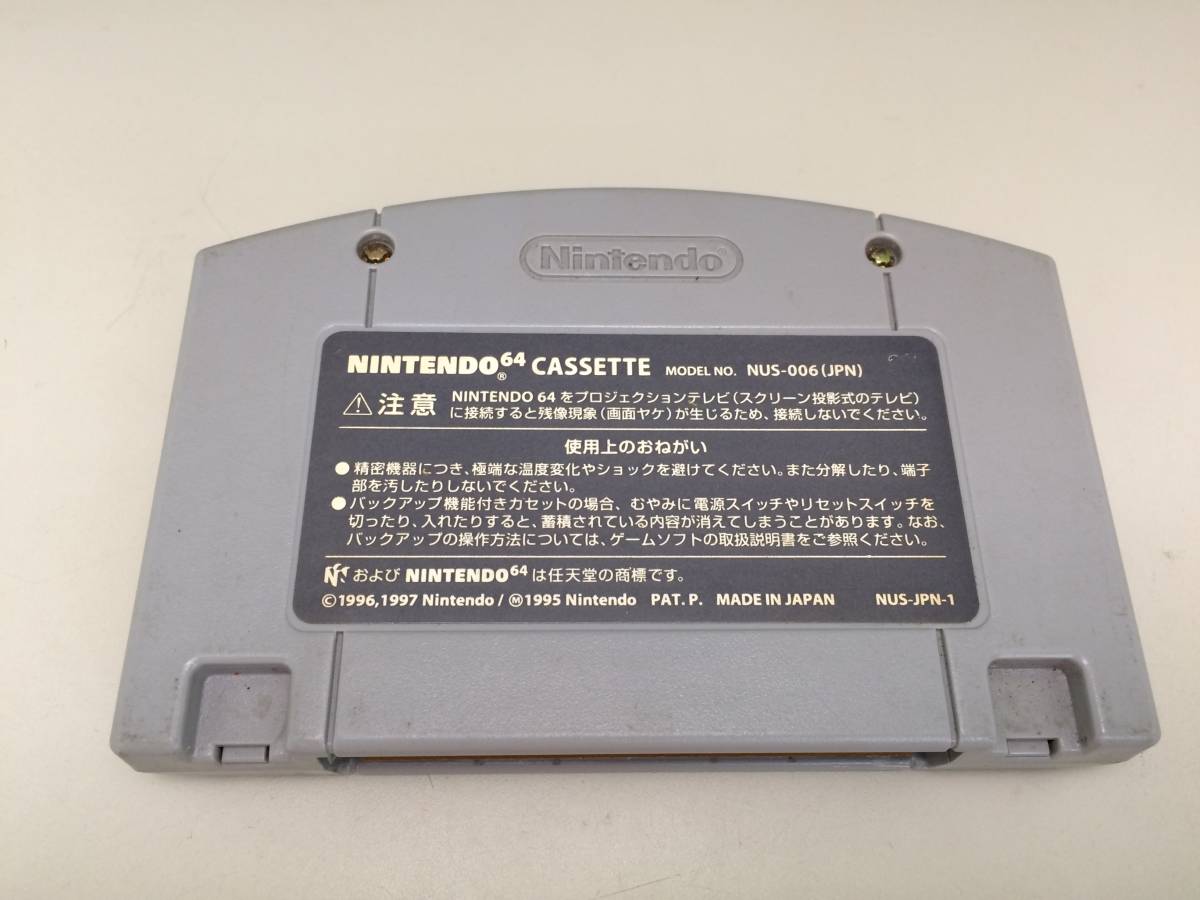 Nintendo®
NINTENDO64® CASSETTE MODEL NO. NUS-006(JPN)
⚠注意 NINTENDO 64 をプロジェクションテレビ(スクリーン投影式のテレビ)
に接続すると残像現象(画面ヤケ)が生じるため、接続しないでください。
使用上のおねがい
●精密機器につき、極端な温度変化やショックを避けてください。また分解したり、端子
部を汚したりしないでください。
●バックアップ機能付きカセットの場合、むやみに電源スイッチやリセットスイッチを
切ったり、入れたりすると、蓄積されている内容が消えてしまうことがあります。なお、
バックアップの操作方法については、ゲームソフトの取扱説明書をご参照ください。
および NINTENDO64 は任天堂の商標です。
©1996,1997 Nintendo / Ⓜ1995 Nintendo PAT. P. MADE IN JAPAN NUS-JPN-1